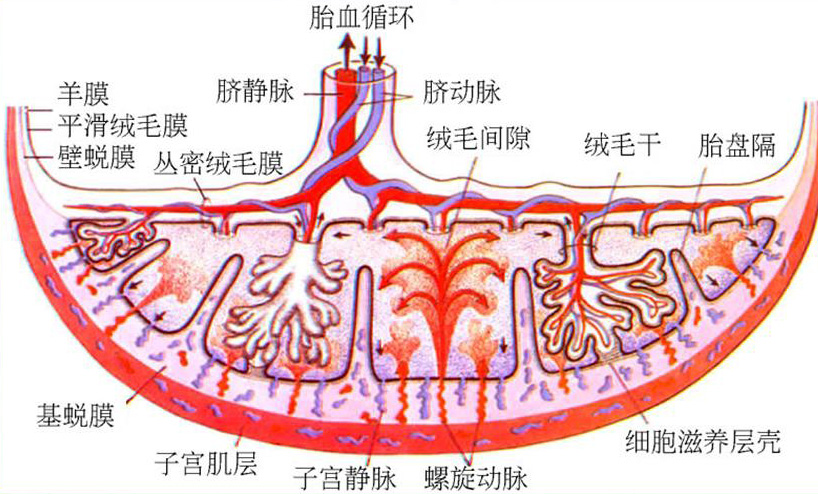 胎血循环
脐静脉
脐动脉
羊膜
平滑绒毛膜
壁蜕膜
丛密绒毛膜
绒毛间隙
绒毛干
胎盘隔
基蜕膜
子宫肌层
子宫静脉
螺旋动脉
细胞滋养层壳